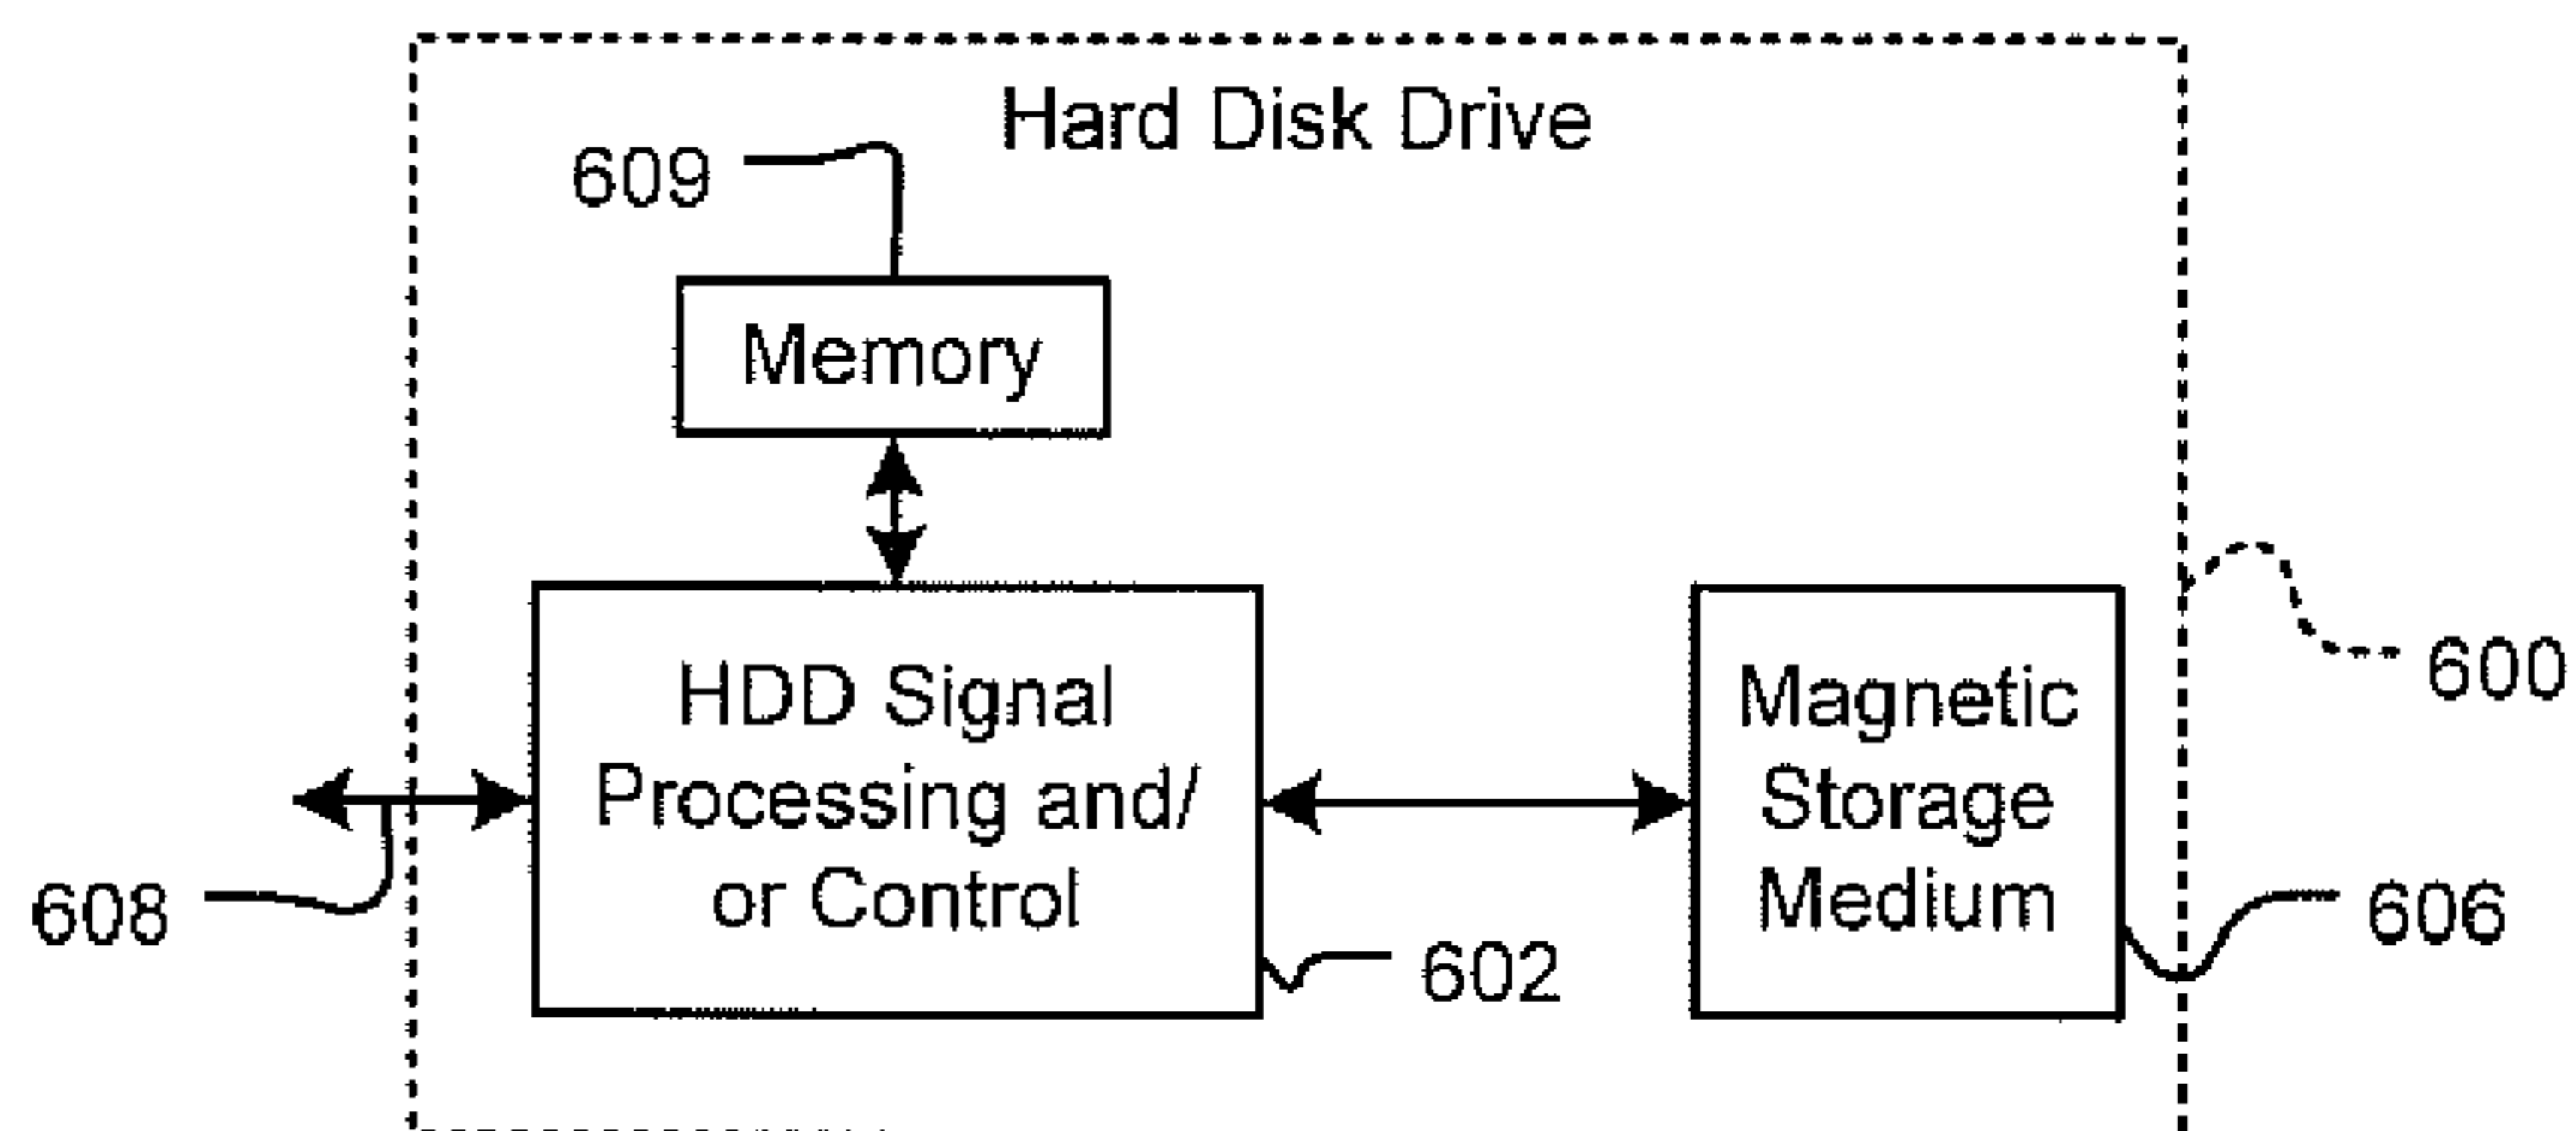 Hard Disk Drive
609
Memory
HDD Signal
Processing and/
or Control
Magnetic
Storage
Medium
600
608
602
606